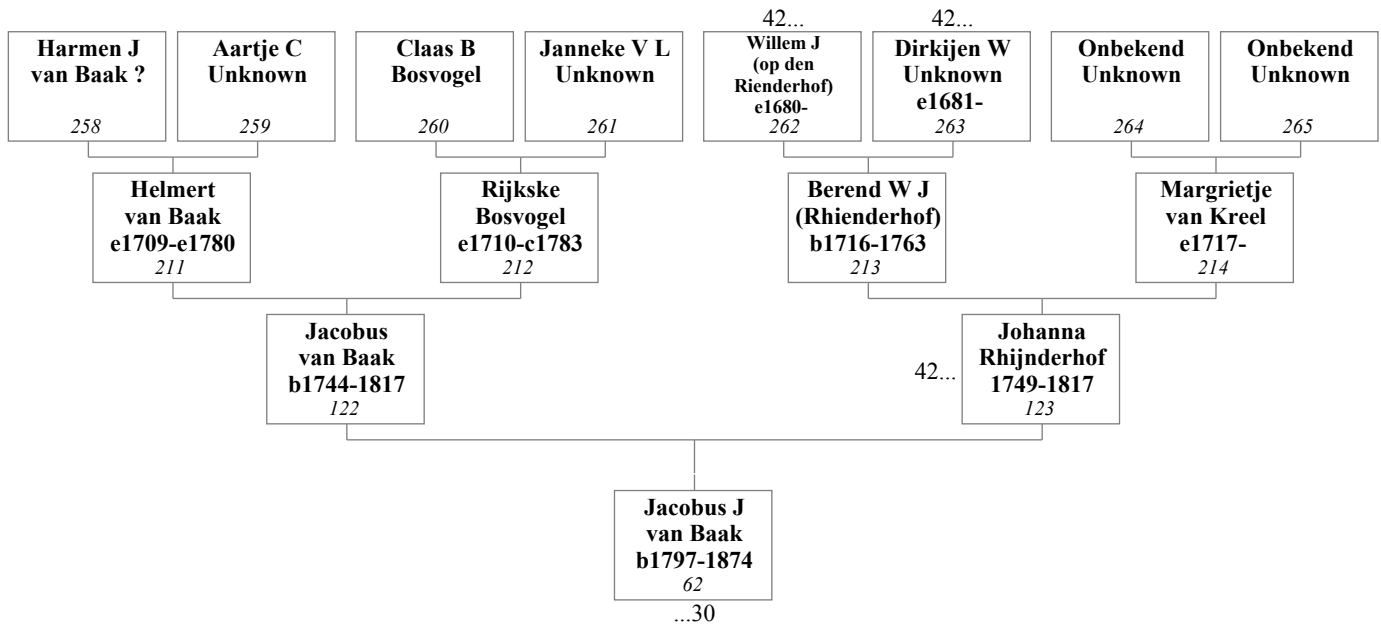 42...
42...
Harmen J
van Baak ?
258
Aartje C
Unknown
259
Claas B
Bosvogel
260
Janneke V L
Unknown
261
Willem J
(op den
Rienderhof)
e1680-
262
Dirkijen W
Unknown
e1681-
263
Onbekend
Unknown
264
Onbekend
Unknown
265
Helmert
van Baak
e1709-e1780
211
Rijkske
Bosvogel
e1710-c1783
212
Berend W J
(Rhienderhof)
b1716-1763
213
Margrietje
van Kreel
e1717-
214
Jacobus
van Baak
b1744-1817
122
42...
Johanna
Rhijnderhof
1749-1817
123
Jacobus J
van Baak
b1797-1874
62
...30